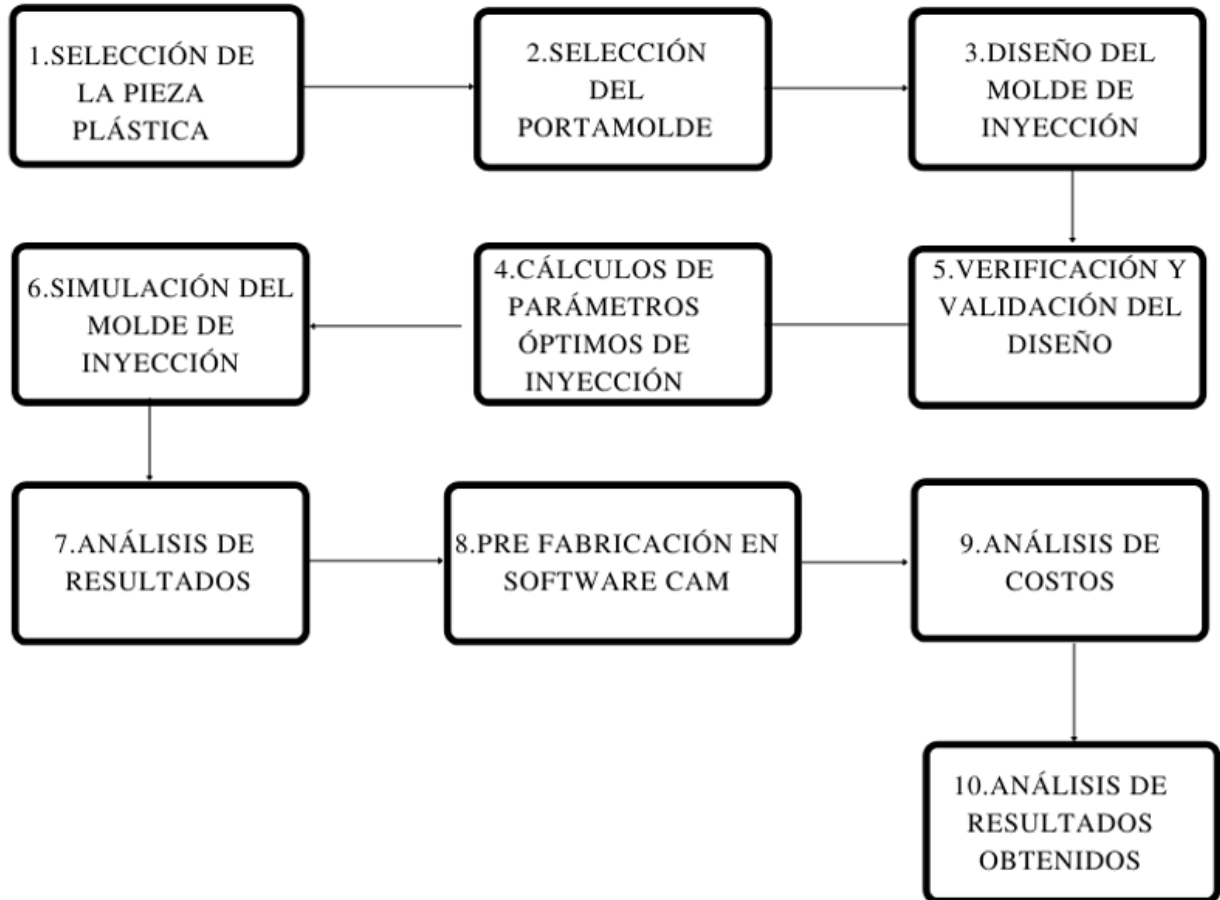 1.SELECCIÓN DE
LA PIEZA
PLÁSTICA
2.SELECCIÓN
DEL
PORTAMOLDE
3.DISEÑO DEL
MOLDE DE
INYECCIÓN
6.SIMULACIÓN DEL
MOLDE DE
INYECCIÓN
4.CÁLCULOS DE
PARÁMETROS
ÓPTIMOS DE
INYECCIÓN
5.VERIFICACIÓN Y
VALIDACIÓN DEL
DISEÑO
7.ANÁLISIS DE
RESULTADOS
8.PRE FABRICACIÓN EN
SOFTWARE CAM
9.ANÁLISIS DE
COSTOS
10.ANÁLISIS DE
RESULTADOS
OBTENIDOS